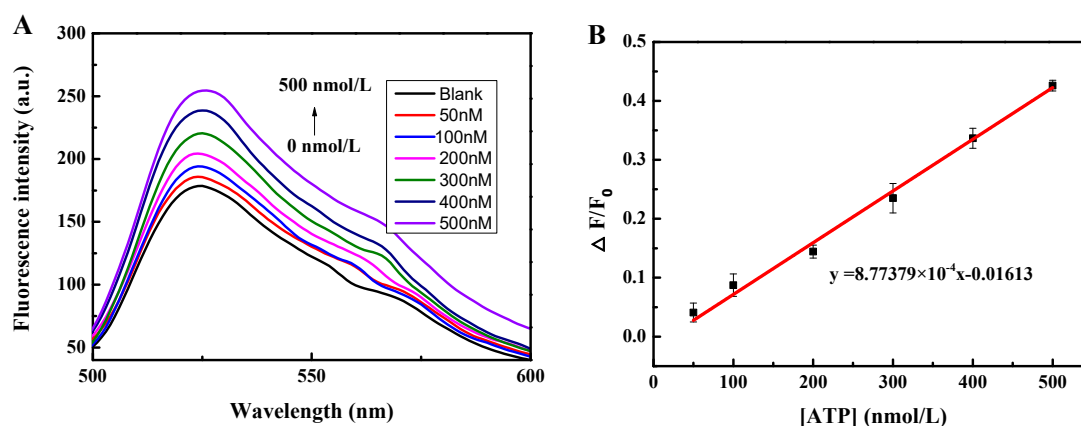 A
Fluorescence intensity (a.u.)
300
250
200
150
100
50
500 nmol/L
0 nmol/L
Blank
50nM
100nM
200nM
300nM
400nM
500nM
500
550
600
Wavelength (nm)
B
△ F/F₀
0.5
0.4
0.3
0.2
0.1
0.0
y =8.77379×10⁻⁴x-0.01613
0
100
200
300
400
500
[ATP] (nmol/L)